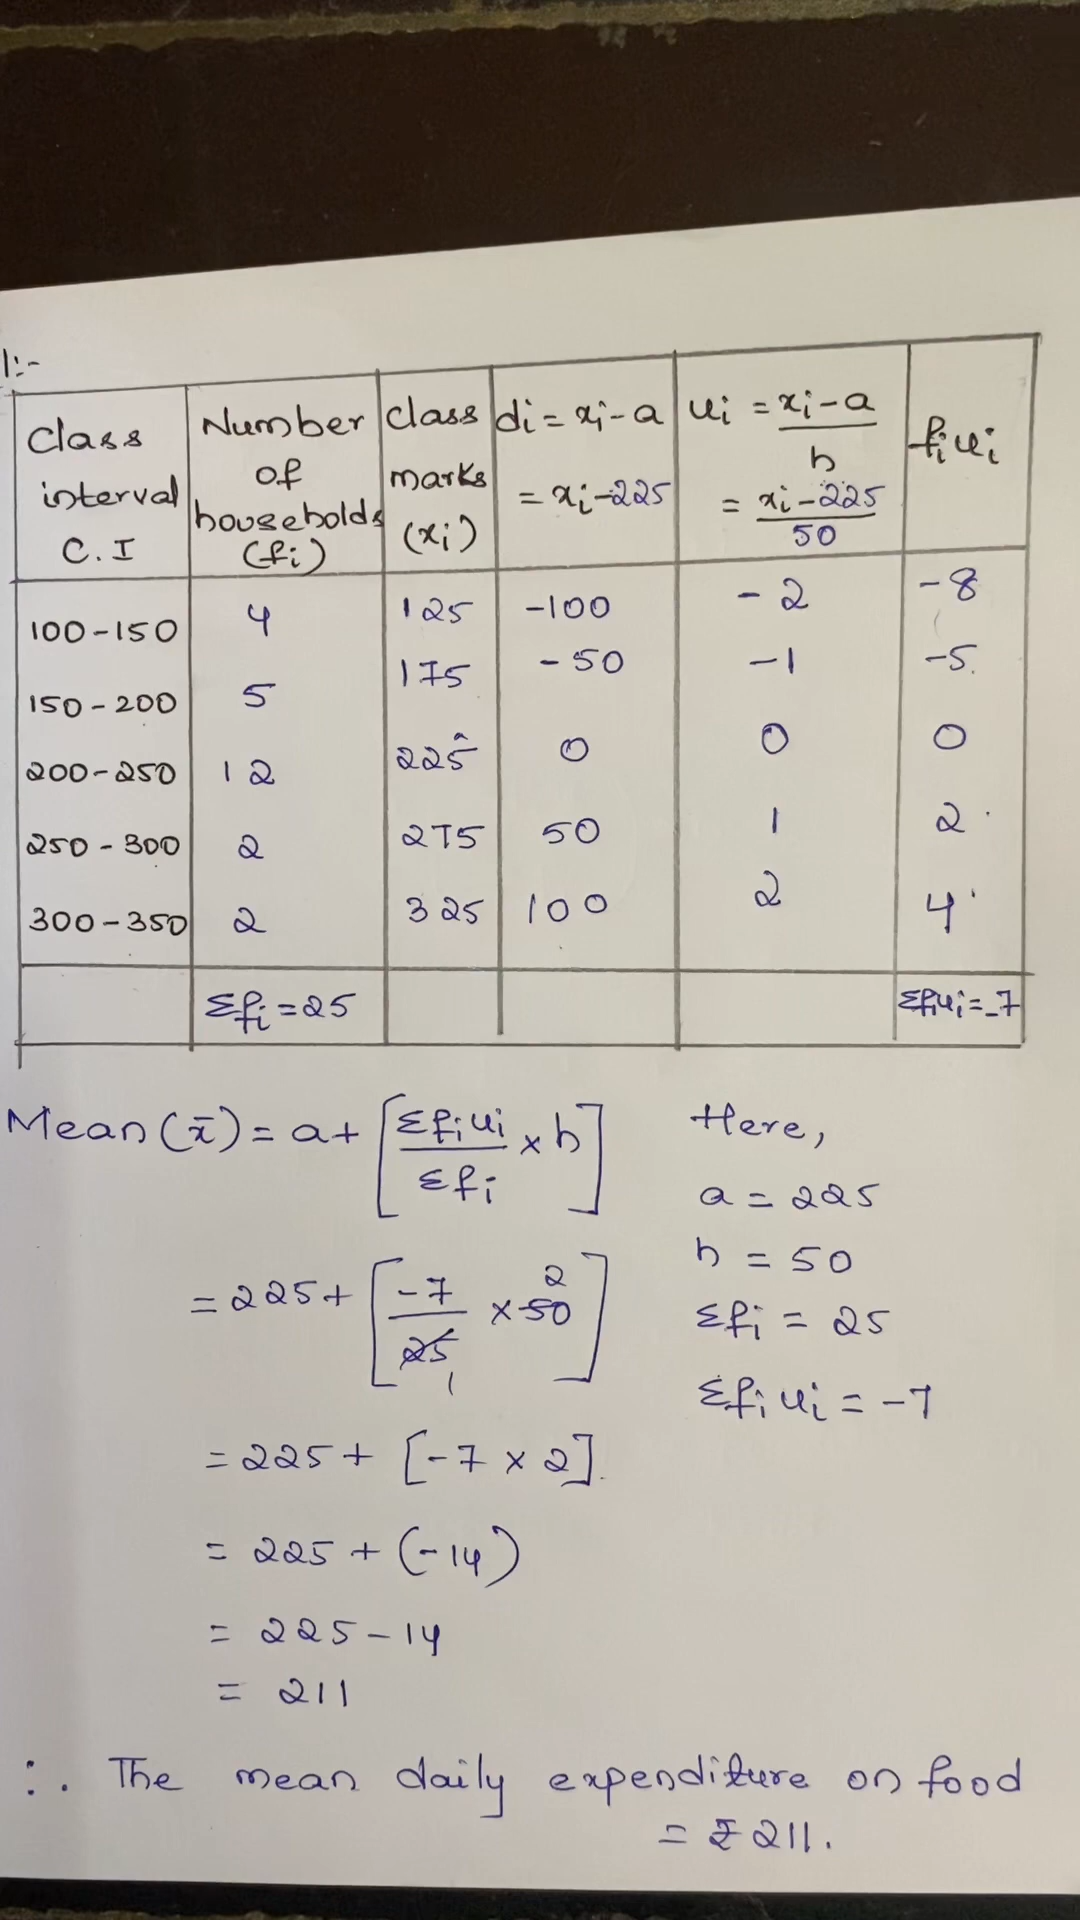 1:-
Class interval C.I | Number of households (fi) | Class marks (xi) | di = xi - a = xi - 225 | ui = xi - a / h = xi - 225 / 50 | fiui
100-150 | 4 | 125 | -100 | -2 | -8
150-200 | 5 | 175 | -50 | -1 | -5
200-250 | 12 | 225 | 0 | 0 | 0
250-300 | 2 | 275 | 50 | 1 | 2
300-350 | 2 | 325 | 100 | 2 | 4
Σfi = 25 | Σfiui = -7
Mean (x̄) = a + [Σfiui / Σfi × h]
= 225 + [-7 / 25 1 × 50 2]
= 225 + [-7 × 2]
= 225 + (-14)
= 225 - 14
= 211
Here,
a = 225
h = 50
Σfi = 25
Σfiui = -7
∴ The mean daily expenditure on food
= ₹ 211.